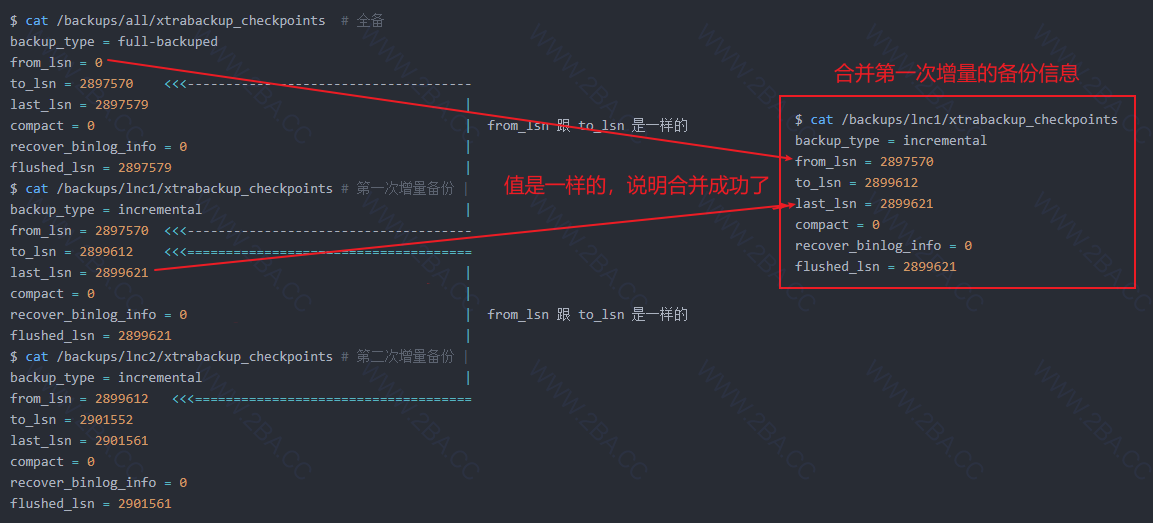 $ cat /backups/all/xtrabackup_checkpoints  # 全备
backup_type = full-backuped
from_lsn = 0
to_lsn = 2897570    <<<-------------------------------------
last_lsn = 2897579                                         |
compact = 0                                                |  from_lsn 跟 to_lsn 是一样的
recover_binlog_info = 0                                    |
flushed_lsn = 2897579                                      |
$ cat /backups/lnc1/xtrabackup_checkpoints # 第一次增量备份 |
backup_type = incremental                                  |
from_lsn = 2897570  <<<-------------------------------------
to_lsn = 2899612    <<<=====================================
last_lsn = 2899621                                         |
compact = 0                                                |
recover_binlog_info = 0                                    |  from_lsn 跟 to_lsn 是一样的
flushed_lsn = 2899621                                      |
$ cat /backups/lnc2/xtrabackup_checkpoints # 第二次增量备份 |
backup_type = incremental                                  |
from_lsn = 2899612   <<<====================================
to_lsn = 2901552
last_lsn = 2901561
compact = 0
recover_binlog_info = 0
flushed_lsn = 2901561
值是一样的，说明合并成功了
合并第一次增量的备份信息
$ cat /backups/lnc1/xtrabackup_checkpoints
backup_type = incremental
from_lsn = 2897570
to_lsn = 2899612
last_lsn = 2899621
compact = 0
recover_binlog_info = 0
flushed_lsn = 2899621
WWW.2BA.CC